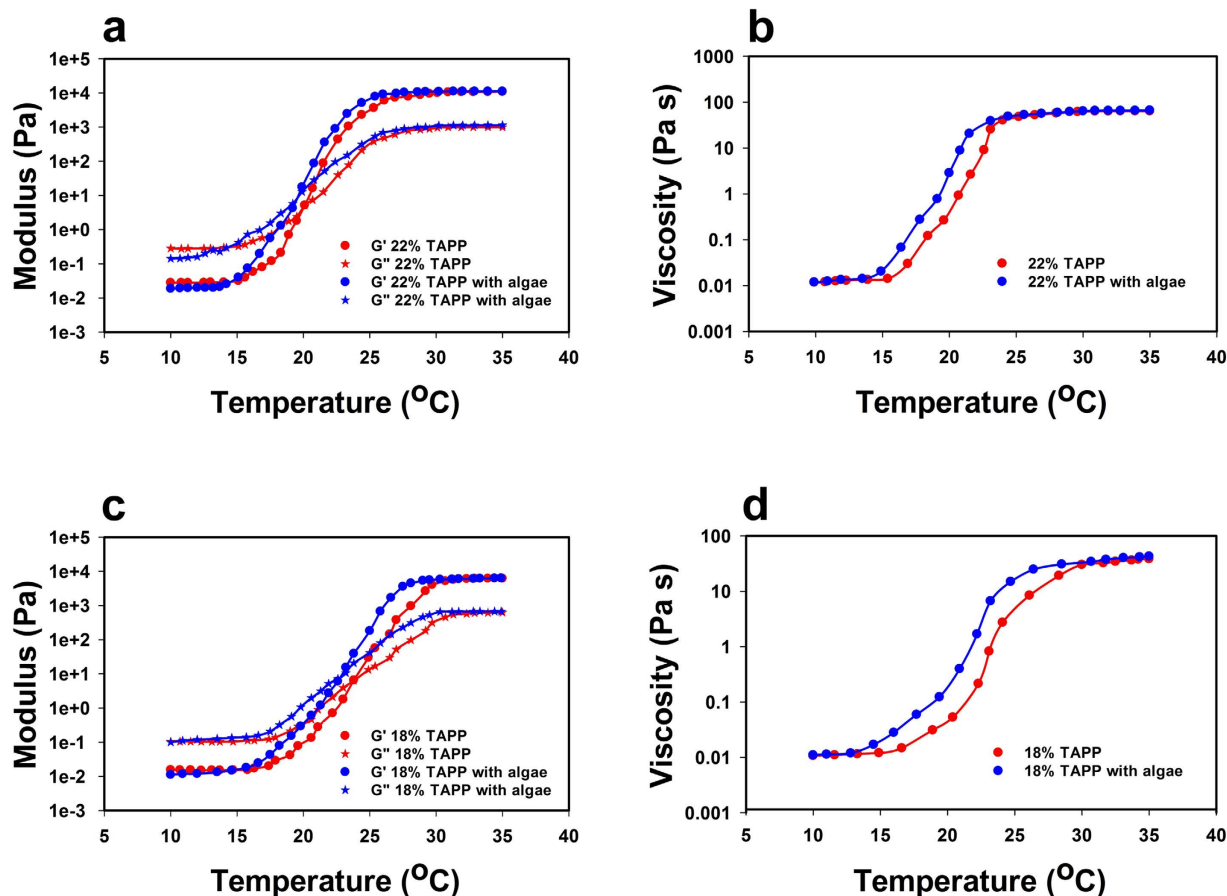 a
1e+5
1e+4
1e+3
1e+2
1e+1
1e+0
1e-1
1e-2
1e-3
Modulus (Pa)
G' 22% TAPP
G'' 22% TAPP
G' 22% TAPP with algae
G'' 22% TAPP with algae
5 10 15 20 25 30 35 40
Temperature (OC)
b
1000
100
10
1
0.1
0.01
0.001
Viscosity (Pa s)
22% TAPP
22% TAPP with algae
5 10 15 20 25 30 35 40
Temperature (OC)
c
1e+5
1e+4
1e+3
1e+2
1e+1
1e+0
1e-1
1e-2
1e-3
Modulus (Pa)
G' 18% TAPP
G'' 18% TAPP
G' 18% TAPP with algae
G'' 18% TAPP with algae
5 10 15 20 25 30 35 40
Temperature (OC)
d
100
10
1
0.1
0.01
0.001
Viscosity (Pa s)
18% TAPP
18% TAPP with algae
5 10 15 20 25 30 35 40
Temperature (OC)